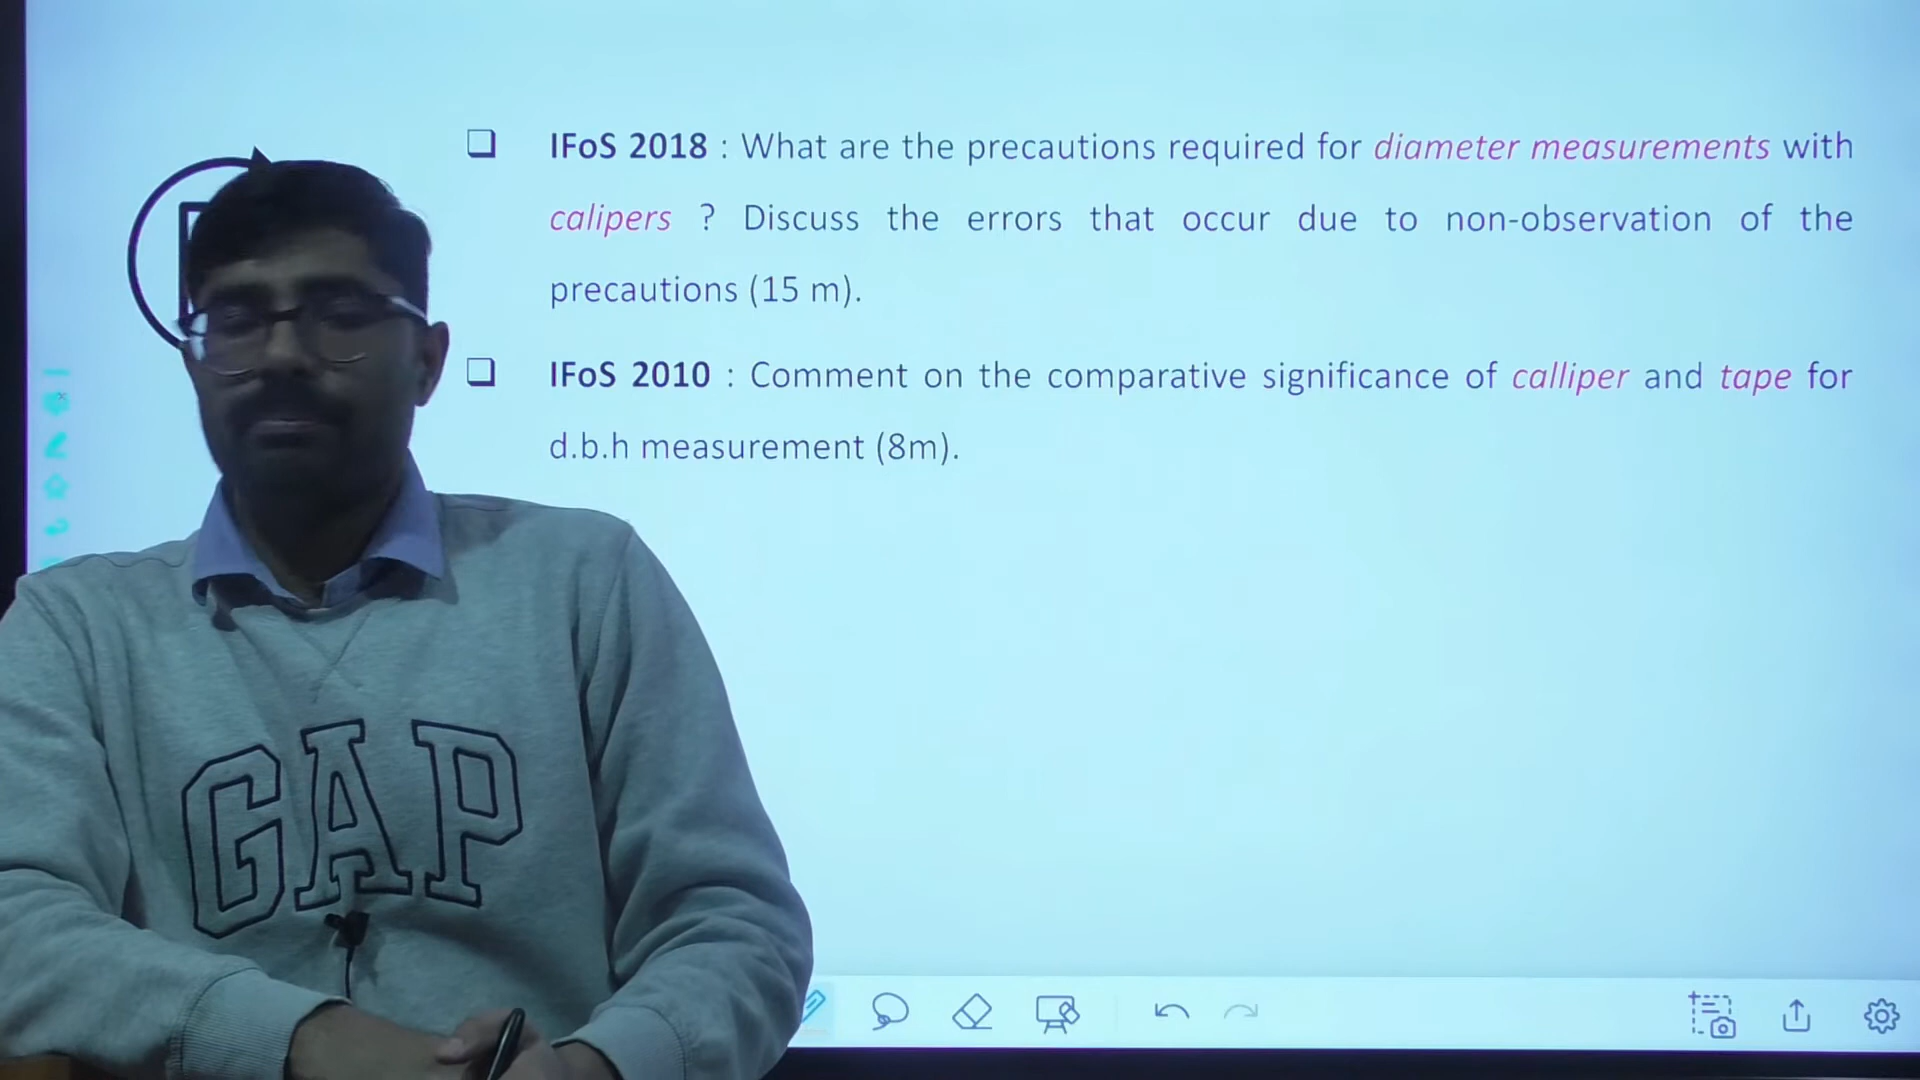 IFoS 2018 : What are the precautions required for diameter measurements with
calipers ? Discuss the errors that occur due to non-observation of the
precautions (15 m).
IFoS 2010 : Comment on the comparative significance of calliper and tape for
d.b.h measurement (8m).
GAP